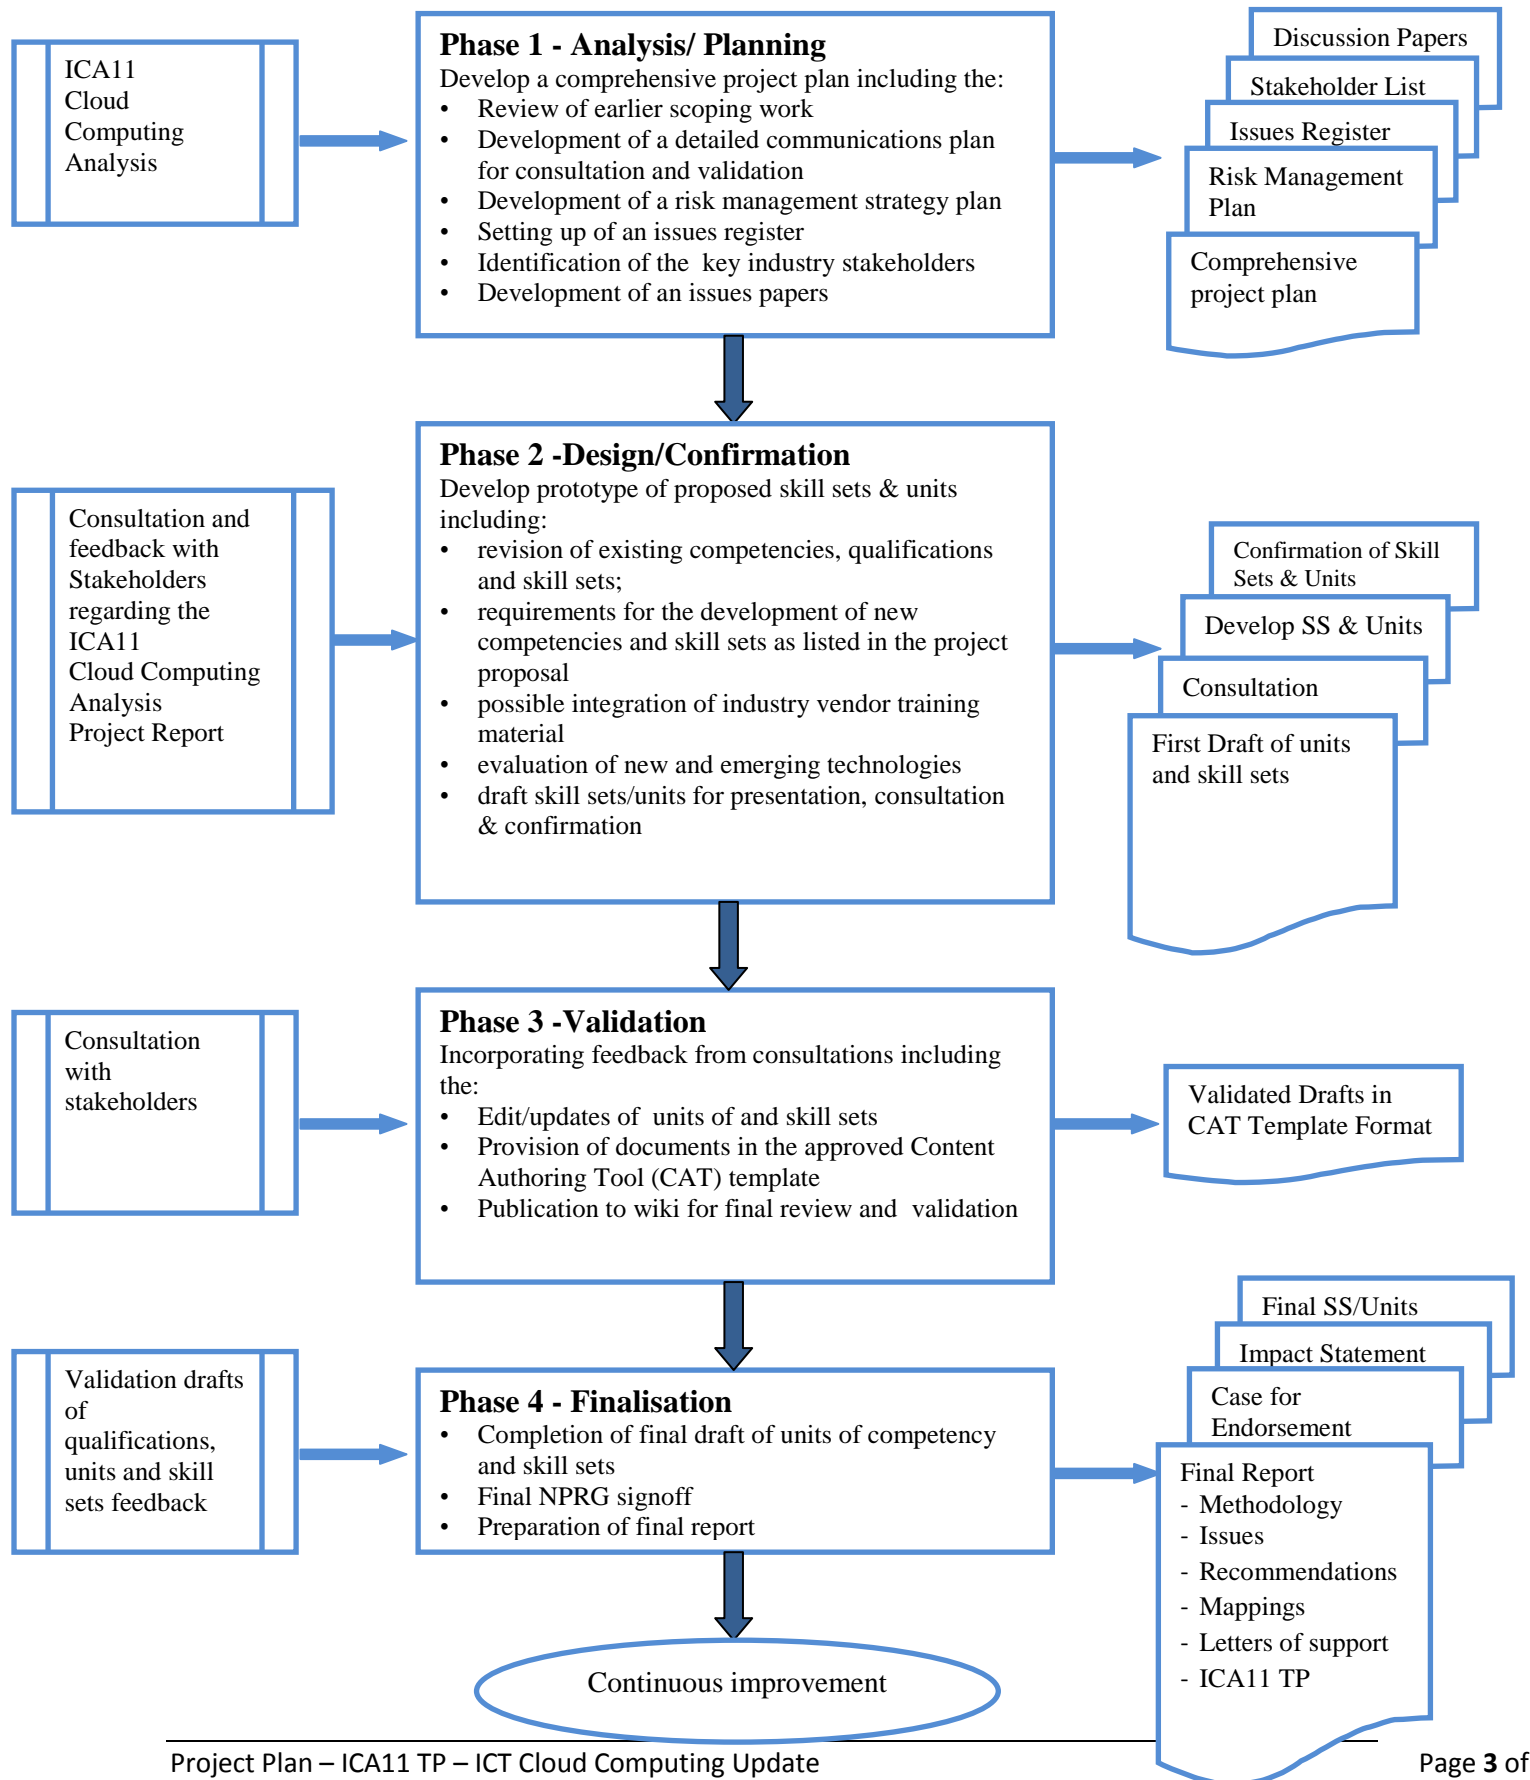 ICA11
Cloud
Computing
Analysis
Phase 1 - Analysis/ Planning
Develop a comprehensive project plan including the:
• Review of earlier scoping work
• Development of a detailed communications plan
for consultation and validation
• Development of a risk management strategy plan
• Setting up of an issues register
• Identification of the key industry stakeholders
• Development of an issues papers
Discussion Papers
Stakeholder List
Issues Register
Risk Management
Plan
Comprehensive
project plan
Consultation and
feedback with
Stakeholders
regarding the
ICA11
Cloud Computing
Analysis
Project Report
Phase 2 -Design/Confirmation
Develop prototype of proposed skill sets & units
including:
• revision of existing competencies, qualifications
and skill sets;
• requirements for the development of new
competencies and skill sets as listed in the project
proposal
• possible integration of industry vendor training
material
• evaluation of new and emerging technologies
• draft skill sets/units for presentation, consultation
& confirmation
Confirmation of Skill
Sets & Units
Develop SS & Units
Consultation
First Draft of units
and skill sets
Consultation
with
stakeholders
Phase 3 -Validation
Incorporating feedback from consultations including
the:
• Edit/updates of units of and skill sets
• Provision of documents in the approved Content
Authoring Tool (CAT) template
• Publication to wiki for final review and validation
Validated Drafts in
CAT Template Format
Validation drafts
of
qualifications,
units and skill
sets feedback
Phase 4 - Finalisation
• Completion of final draft of units of competency
and skill sets
• Final NPRG signoff
• Preparation of final report
Final SS/Units
Impact Statement
Case for
Endorsement
Final Report
- Methodology
- Issues
- Recommendations
- Mappings
- Letters of support
- ICA11 TP
Continuous improvement
Project Plan – ICA11 TP – ICT Cloud Computing Update
Page 3 of